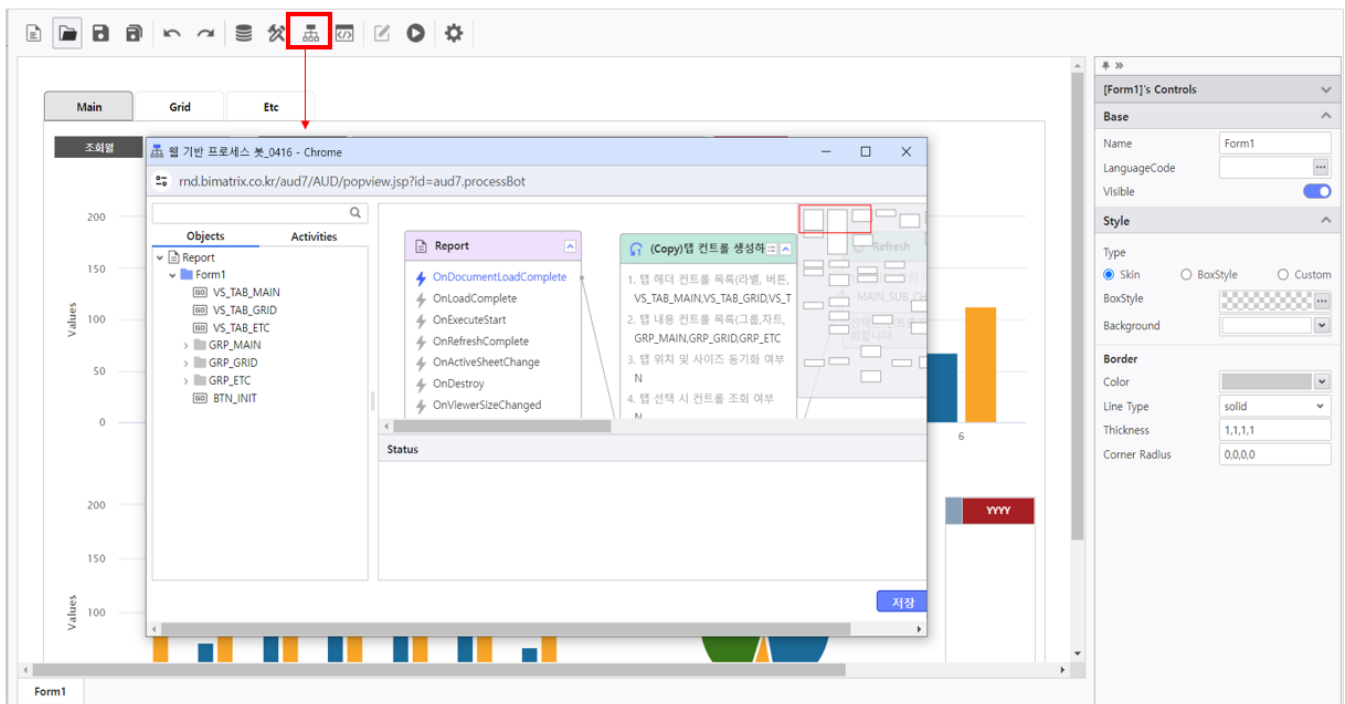 [Form1]'s Controls
Base
Name
Form1
LanguageCode
Visible
Style
Type
Skin
BoxStyle
Custom
BoxStyle
Background
Border
Color
Line Type
solid
Thickness
1,1,1,1
Corner Radius
0,0,0,0
Main
Grid
Etc
조회월
200
150
100
50
0
Values
6
200
150
100
Values
YYYY
웹 기반 프로세스 봇_0416 - Chrome
rnd.bimatrix.co.kr/aud7/AUD/popview.jsp?id=aud7.processBot
Objects
Activities
Report
Form1
VS_TAB_MAIN
VS_TAB_GRID
VS_TAB_ETC
GRP_MAIN
GRP_GRID
GRP_ETC
BTN_INIT
Report
OnDocumentLoadComplete
OnLoadComplete
OnExecuteStart
OnRefreshComplete
OnActiveSheetChange
OnDestroy
OnViewerSizeChanged
(Copy)탭 컨트롤 생성하
1. 탭 헤더 컨트롤 목록(라벨, 버튼,
VS_TAB_MAIN,VS_TAB_GRID,VS_T
2. 탭 내용 컨트롤 목록(그룹,차트,
GRP_MAIN,GRP_GRID,GRP_ETC
3. 탭 위치 및 사이즈 동기화 여부
N
4. 탭 선택 시 컨트롤 조회 여부
N
Refresh
MAIN_SUB_CH
Status
저장
Form1